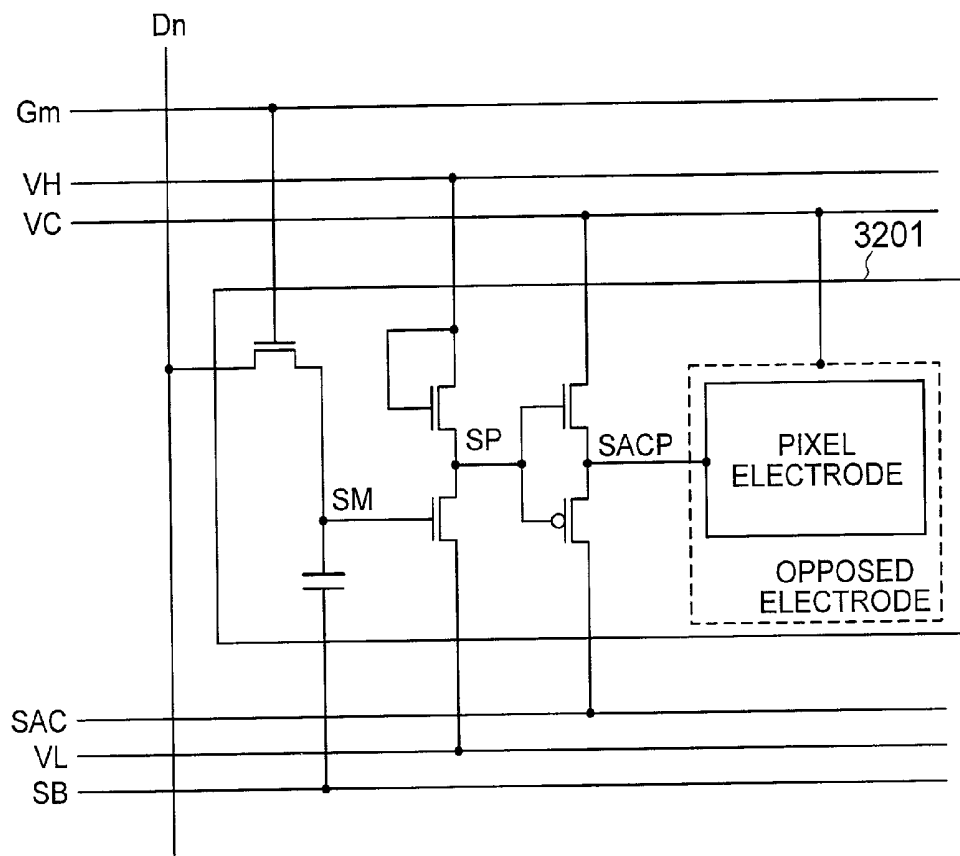 Dn
Gm
VH
VC
3201
SP
SACP
PIXEL
ELECTRODE
SM
OPPOSED
ELECTRODE
SAC
VL
SB